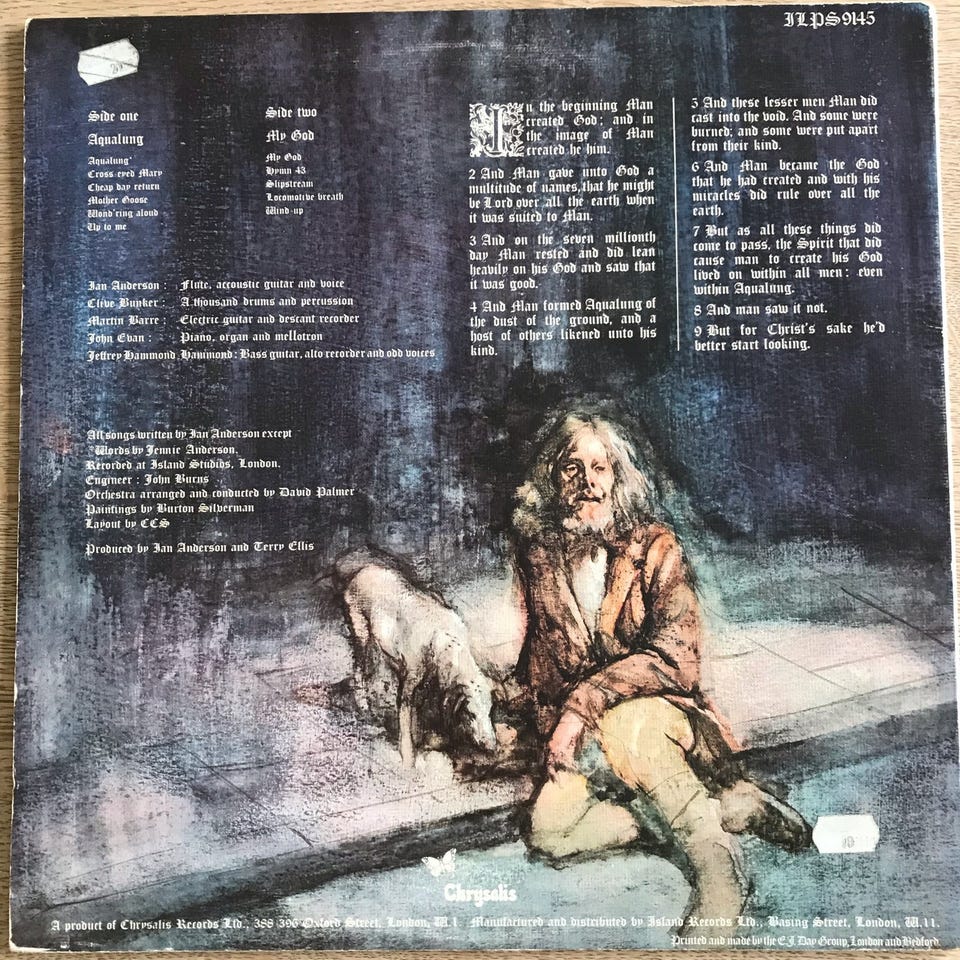 ILPS 9145
Side one
Aqualung
Aqualung*
Cross-eyed Mary
Cheap day return
Mother Goose
Wond'ring aloud
Up to me
Side two
My God
My God
Hymn 43
Slipstream
Locomotive breath
Wind-up
Ian Anderson : Flute, accoustic guitar and voice
Clive Bunker : A thousand drums and percussion
Martin Barre : Electric guitar and descant recorder
John Evan : Piano, organ and mellotron
Jeffrey Hammond-Hammond : Bass guitar, alto recorder and odd voices
All songs written by Ian Anderson except
*Words by Jennie Anderson.
Recorded at Island Studios, London.
Engineer : John Burns
Orchestra arranged and conducted by David Palmer
Paintings by Burton Silverman
Layout by CCS
Produced by Ian Anderson and Terry Ellis
In the beginning Man
created God; and in
the image of Man
created he him.
2 And Man gave unto God a
multitude of names, that he might
be Lord over all the earth when
it was suited to Man.
3 And on the seven millionth
day Man rested and did lean
heavily on his God and saw that
it was good.
4 And Man formed Aqualung of
the dust of the ground, and a
host of others likened unto his
kind.
5 And these lesser men Man did
cast into the void. And some were
burned; and some were put apart
from their kind.
6 And Man became the God
that he had created and with his
miracles did rule over all the
earth.
7 But as all these things did
come to pass, the Spirit that did
cause man to create his God
lived on within all men: even
within Aqualung.
8 And man saw it not.
9 But for Christ's sake he'd
better start looking.
Chrysalis
A product of Chrysalis Records Ltd., 388-396 Oxford Street, London, W.1. Manufactured and distributed by Island Records Ltd., Basing Street, London, W.11.
Printed and made by the E.J. Day Group, London and Bedford.